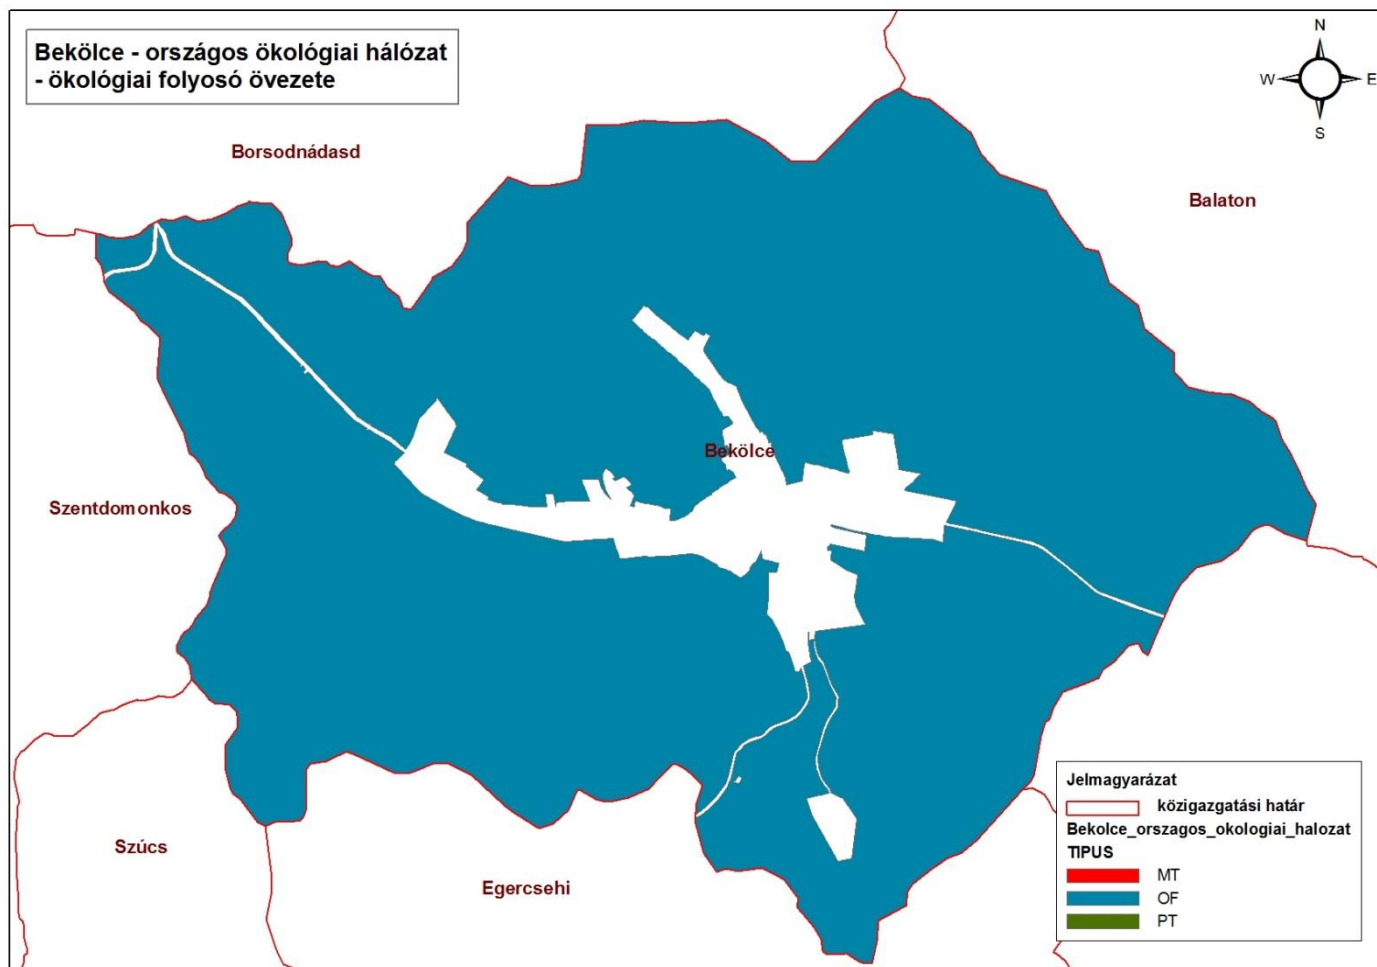 Bekölce - országos ökológiai hálózat
- ökológiai folyosó övezete
N
W
E
S
Borsodnádasd
Balaton
Bekölce
Szentdomonkos
Szúcs
Egercsehi
Jelmagyarázat
közigazgatási határ
Bekolce_orszagos_okologiai_halozat
TIPUS
MT
OF
PT